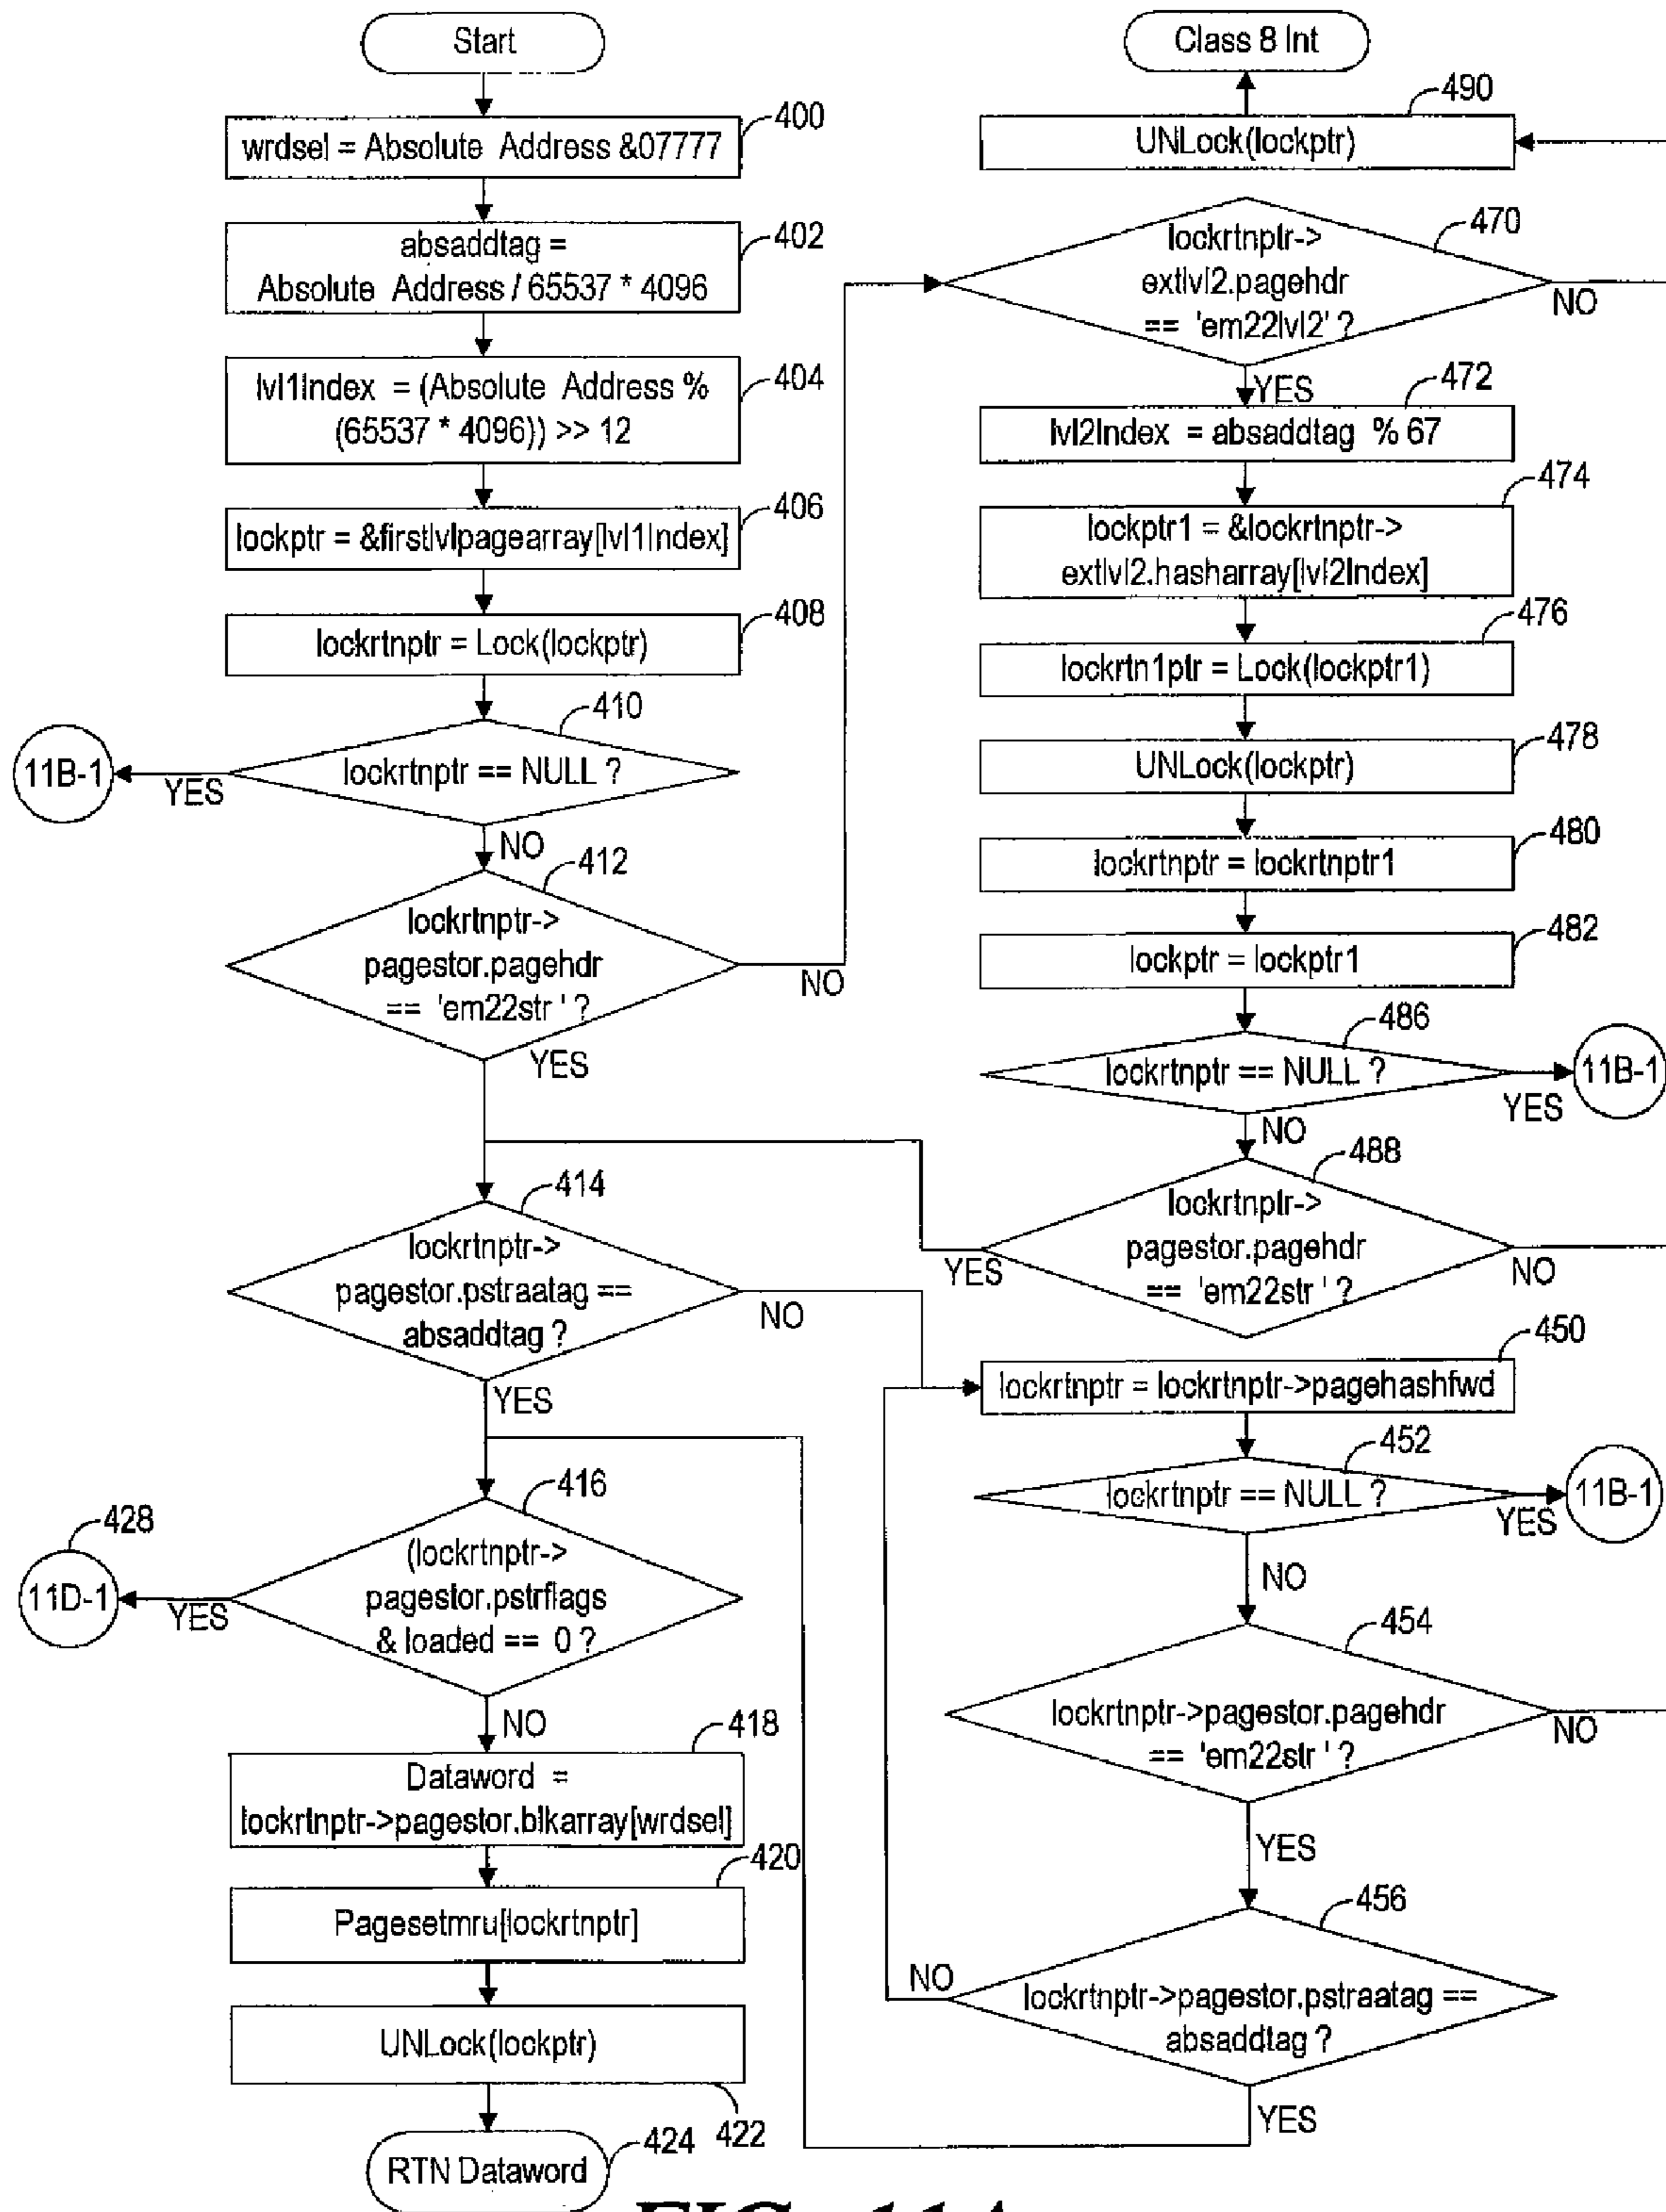 Start
400
wrdsel = Absolute Address &07777
402
absaddtag =
Absolute Address / 65537 * 4096
404
lvl1Index = (Absolute Address %
(65537 * 4096)) >> 12
406
lockptr = &firstlvlpagearray[lvl1Index]
408
lockrtnptr = Lock(lockptr)
410
lockrtnptr == NULL ?
YES
11B-1
NO
412
lockrtnptr->
pagestor.pagehdr
== 'em22str ' ?
NO
YES
414
lockrtnptr->
pagestor.pstraatag ==
absaddtag ?
NO
YES
416
(lockrtnptr->
pagestor.pstrflags
& loaded == 0 ?
YES
428
11D-1
NO
418
Dataword =
lockrtnptr->pagestor.blkarray[wrdsel]
420
Pagesetmru[lockrtnptr]
UNLock(lockptr)
422
RTN Dataword
424
Class 8 Int
490
UNLock(lockptr)
470
lockrtnptr->
extlvl2.pagehdr
== 'em22lvl2' ?
NO
YES
472
lvl2Index = absaddtag % 67
474
lockptr1 = &lockrtnptr->
extlvl2.hasharray[lvl2Index]
476
lockrtn1ptr = Lock(lockptr1)
478
UNLock(lockptr)
480
lockrtnptr = lockrtnptr1
482
lockptr = lockptr1
486
lockrtnptr == NULL ?
YES
11B-1
NO
488
lockrtnptr->
pagestor.pagehdr
== 'em22str ' ?
YES
NO
450
lockrtnptr = lockrtnptr->pagehashfwd
452
lockrtnptr == NULL ?
YES
11B-1
NO
454
lockrtnptr->pagestor.pagehdr
== 'em22str ' ?
NO
YES
456
lockrtnptr->pagestor.pstraatag ==
absaddtag ?
NO
YES
FIG. 11A